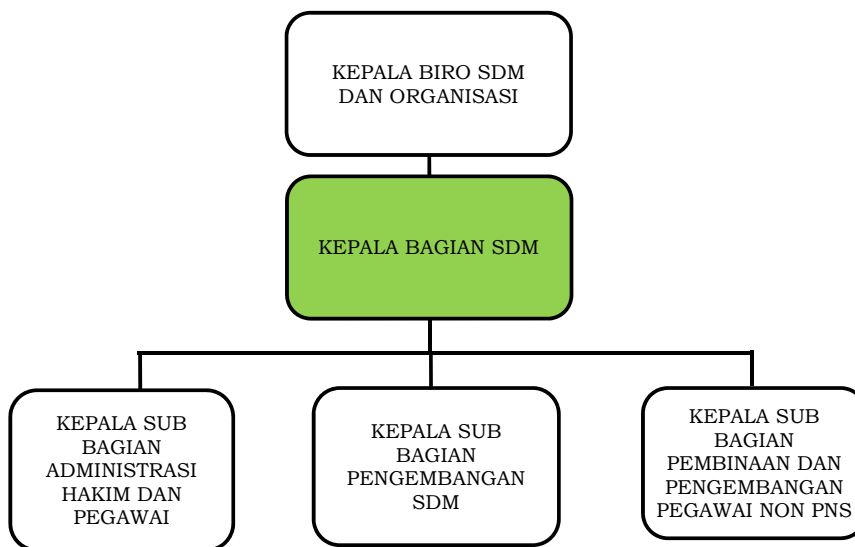 KEPALA BIRO SDM
DAN ORGANISASI
KEPALA BAGIAN SDM
KEPALA SUB
BAGIAN
ADMINISTRASI
HAKIM DAN
PEGAWAI
KEPALA SUB
BAGIAN
PENGEMBANGAN
SDM
KEPALA SUB
BAGIAN
PEMBINAAN DAN
PENGEMBANGAN
PEGAWAI NON PNS